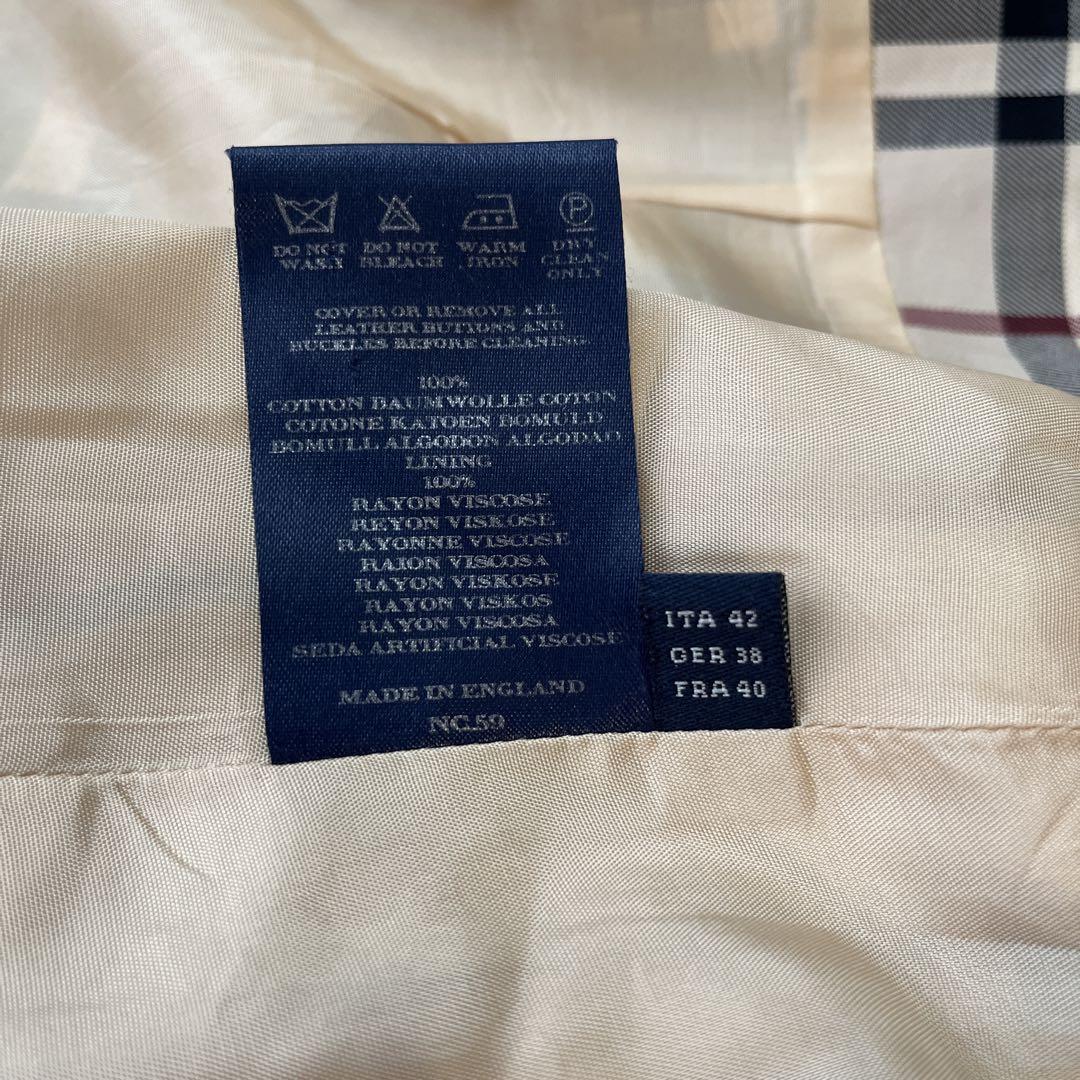 DO NOT WASH
DO NOT BLEACH
WARM IRON
P
DRY CLEAN ONLY
COVER OR REMOVE ALL
LEATHER BUTTONS AND
BUCKLES BEFORE CLEANING
100%
COTTON BAUMWOLLE COTON
COTONE KATOEN BOMULD
BOMULL ALGODON ALGODAO
LINING
100%
RAYON VISCOSE
REYON VISKOSE
RAYONNE VISCOSE
RAION VISCOSA
RAYON VISKOSE
RAYON VISKOS
RAYON VISCOSA
SEDA ARTIFICIAL VISCOSE
MADE IN ENGLAND
NC.59
ITA 42
GER 38
FRA 40